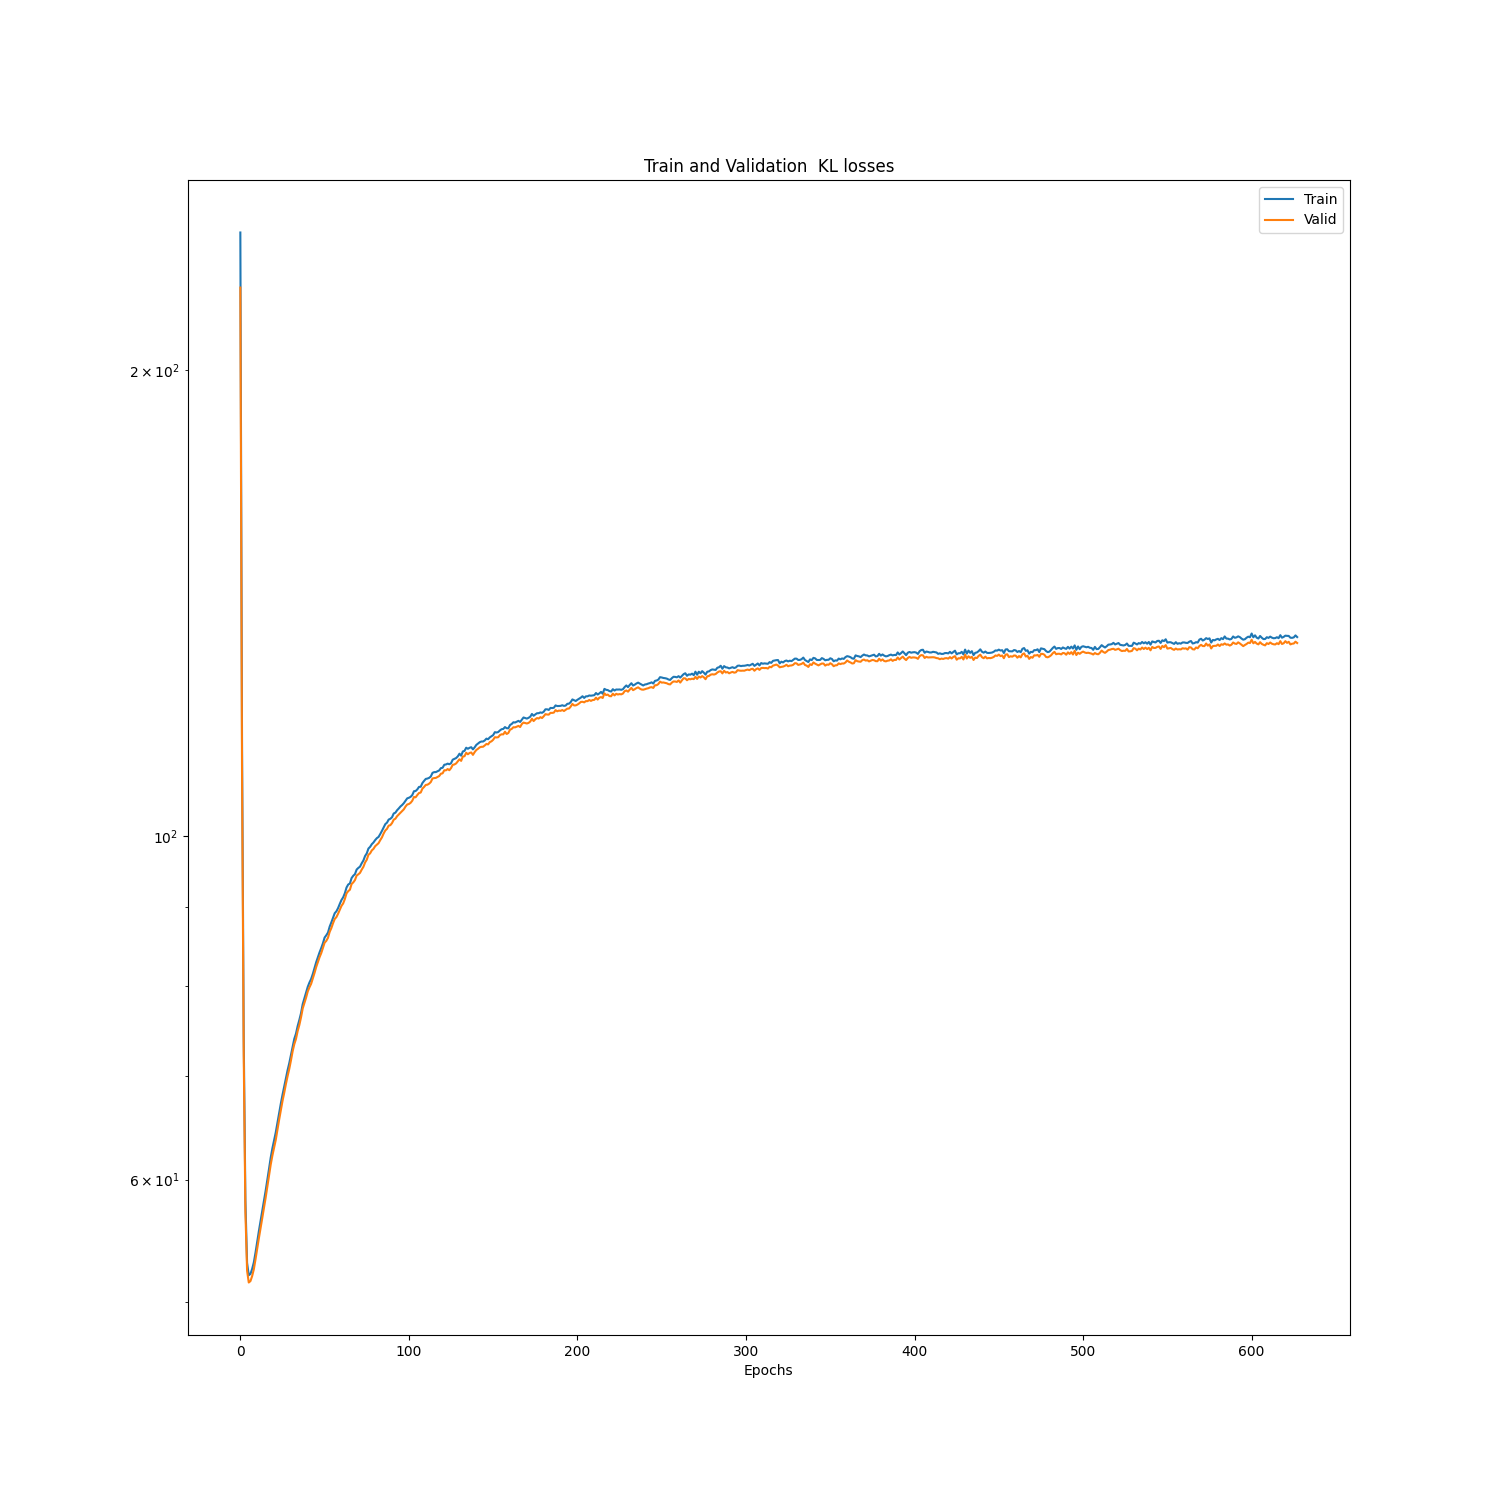 Train and Validation  KL losses
Train
Valid
2 × 10²
10²
6 × 10¹
0 100 200 300 400 500 600
Epochs